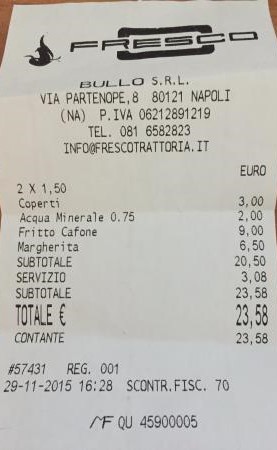 FRESCO
BULLO S.R.L.
VIA PARTENOPE,8 80121 NAPOLI
(NA) P.IVA 06212891219
TEL. 081 6582823
INFO@FRESCOTRATTORIA.IT
EURO
2 X 1,50
Coperti 3,00
Acqua Minerale 0.75 2,00
Fritto Cafone 9,00
Margherita 6,50
SUBTOTALE 20,50
SERVIZIO 3,08
SUBTOTALE 23,58
TOTALE € 23,58
CONTANTE 23,58
#57431 REG. 001
29-11-2015 16:28 SCONTR.FISC. 70
MF QU 45900005